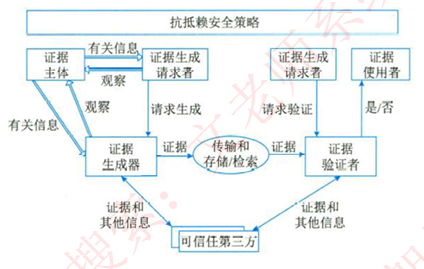 抗抵赖安全策略
证据
主体
有关信息
观察
证据生成
请求者
证据生成
请求者
证据
使用者
观察
有关信息
请求生成
请求验证
是/否
证据
生成器
证据
传输和
存储/检索
证据
证据
验证者
证据和
其他信息
可信任第三方
证据和
其他信息